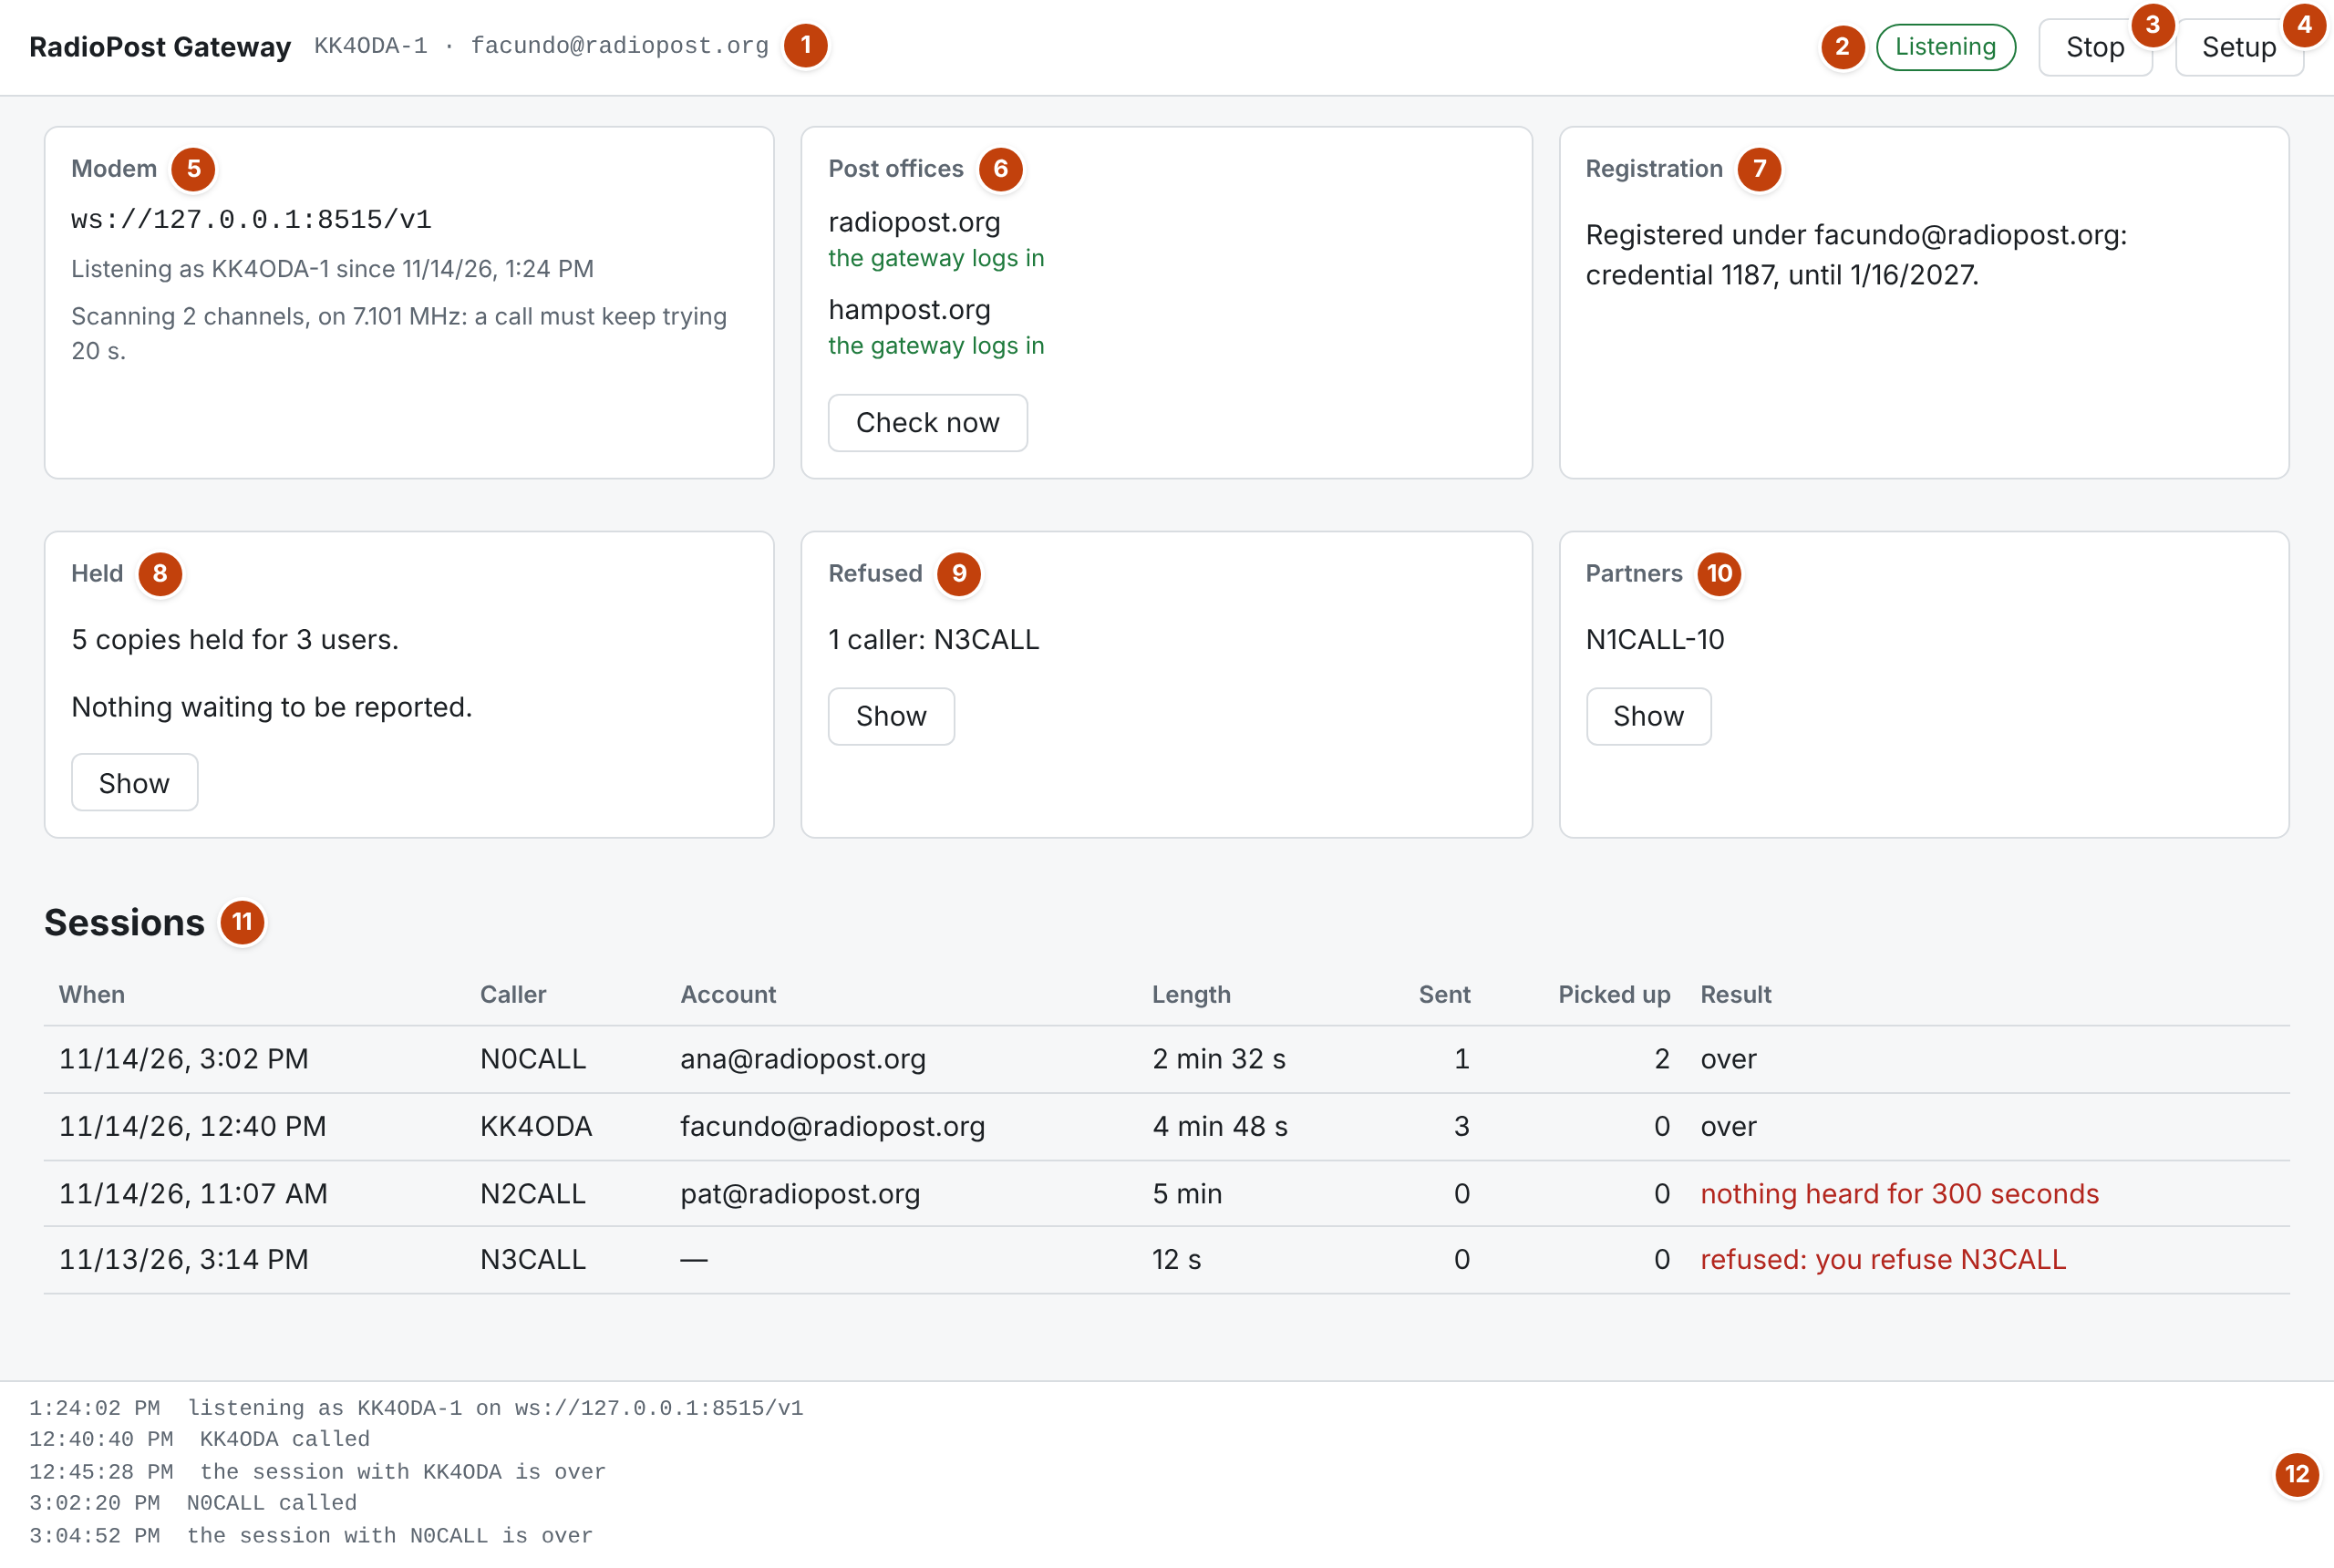 RadioPost Gateway KK4ODA-1 · facundo@radiopost.org 1 2 Listening Stop 3 Setup 4
Modem 5
ws://127.0.0.1:8515/v1
Listening as KK4ODA-1 since 11/14/26, 1:24 PM
Scanning 2 channels, on 7.101 MHz: a call must keep trying
20 s.
Post offices 6
radiopost.org
the gateway logs in
hampost.org
the gateway logs in
Check now
Registration 7
Registered under facundo@radiopost.org:
credential 1187, until 1/16/2027.
Held 8
5 copies held for 3 users.
Nothing waiting to be reported.
Show
Refused 9
1 caller: N3CALL
Show
Partners 10
N1CALL-10
Show
Sessions 11
When Caller Account Length Sent Picked up Result
11/14/26, 3:02 PM N0CALL ana@radiopost.org 2 min 32 s 1 2 over
11/14/26, 12:40 PM KK4ODA facundo@radiopost.org 4 min 48 s 3 0 over
11/14/26, 11:07 AM N2CALL pat@radiopost.org 5 min 0 0 nothing heard for 300 seconds
11/13/26, 3:14 PM N3CALL — 12 s 0 0 refused: you refuse N3CALL
1:24:02 PM listening as KK4ODA-1 on ws://127.0.0.1:8515/v1
12:40:40 PM KK4ODA called
12:45:28 PM the session with KK4ODA is over
12
3:02:20 PM N0CALL called
3:04:52 PM the session with N0CALL is over